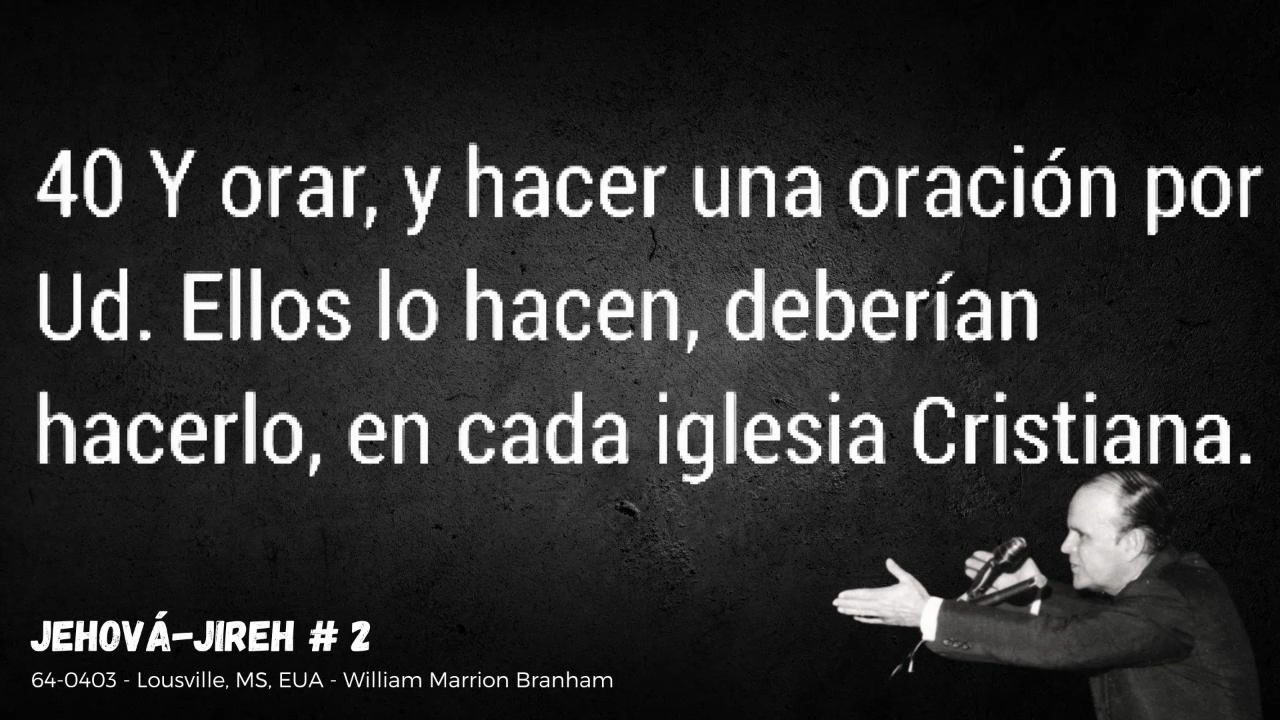 40 Y orar, y hacer una oración por
Ud. Ellos lo hacen, deberían
hacerlo, en cada iglesia Cristiana.
JEHOVÁ-JIREH # 2
64-0403 - Lousville, MS, EUA - William Marrion Branham